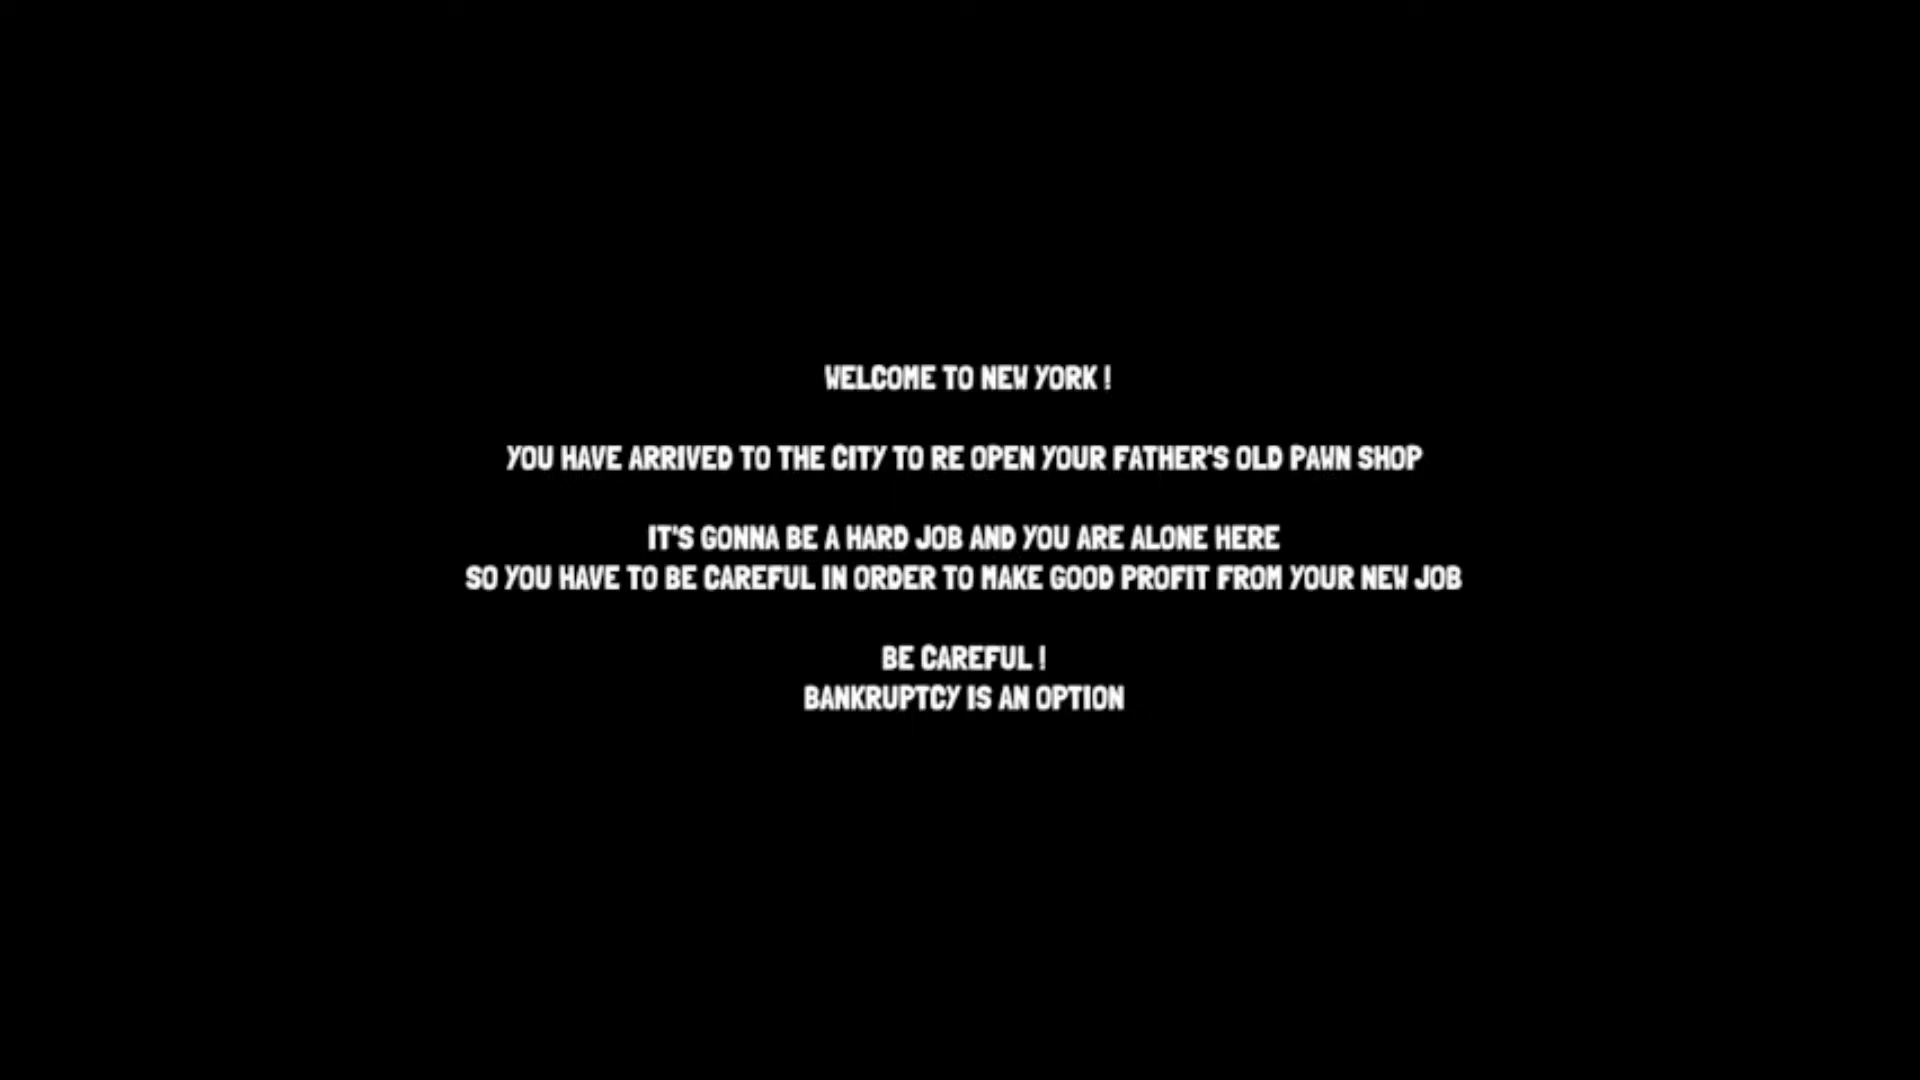 WELCOME TO NEW YORK !
YOU HAVE ARRIVED TO THE CITY TO RE OPEN YOUR FATHER'S OLD PAWN SHOP
IT'S GONNA BE A HARD JOB AND YOU ARE ALONE HERE
SO YOU HAVE TO BE CAREFUL IN ORDER TO MAKE GOOD PROFIT FROM YOUR NEW JOB
BE CAREFUL !
BANKRUPTCY IS AN OPTION